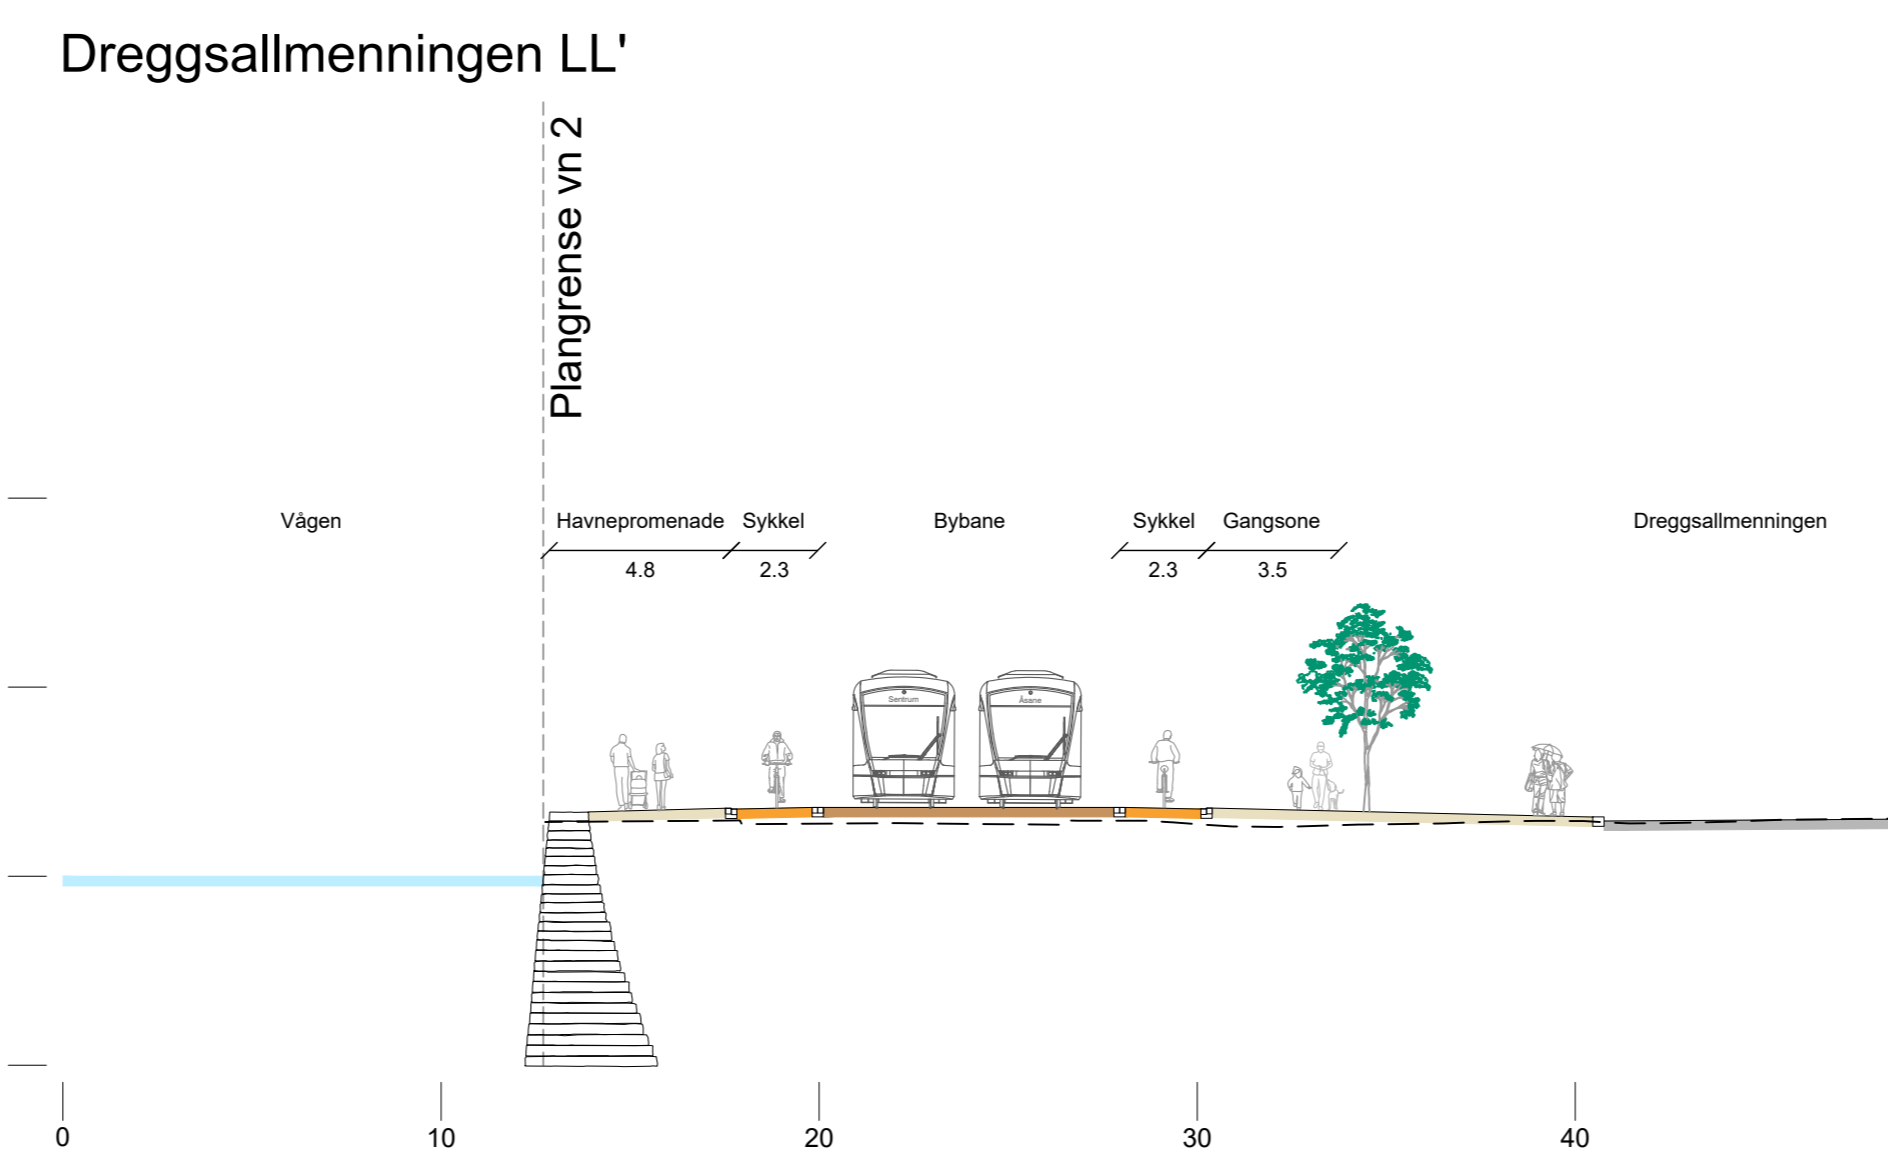 Dreggsallmenningen LL'
Plangrense vn 2
Vågen
Havnepromenade
Sykkel
Bybane
Sykkel
Gangsone
Dreggsallmenningen
4.8
2.3
2.3
3.5
Sentrum
Åsane
0
10
20
30
40